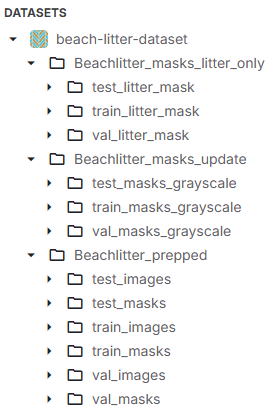 DATASETS
beach-litter-dataset
Beachlitter_masks_litter_only
test_litter_mask
train_litter_mask
val_litter_mask
Beachlitter_masks_update
test_masks_grayscale
train_masks_grayscale
val_masks_grayscale
Beachlitter_prepped
test_images
test_masks
train_images
train_masks
val_images
val_masks